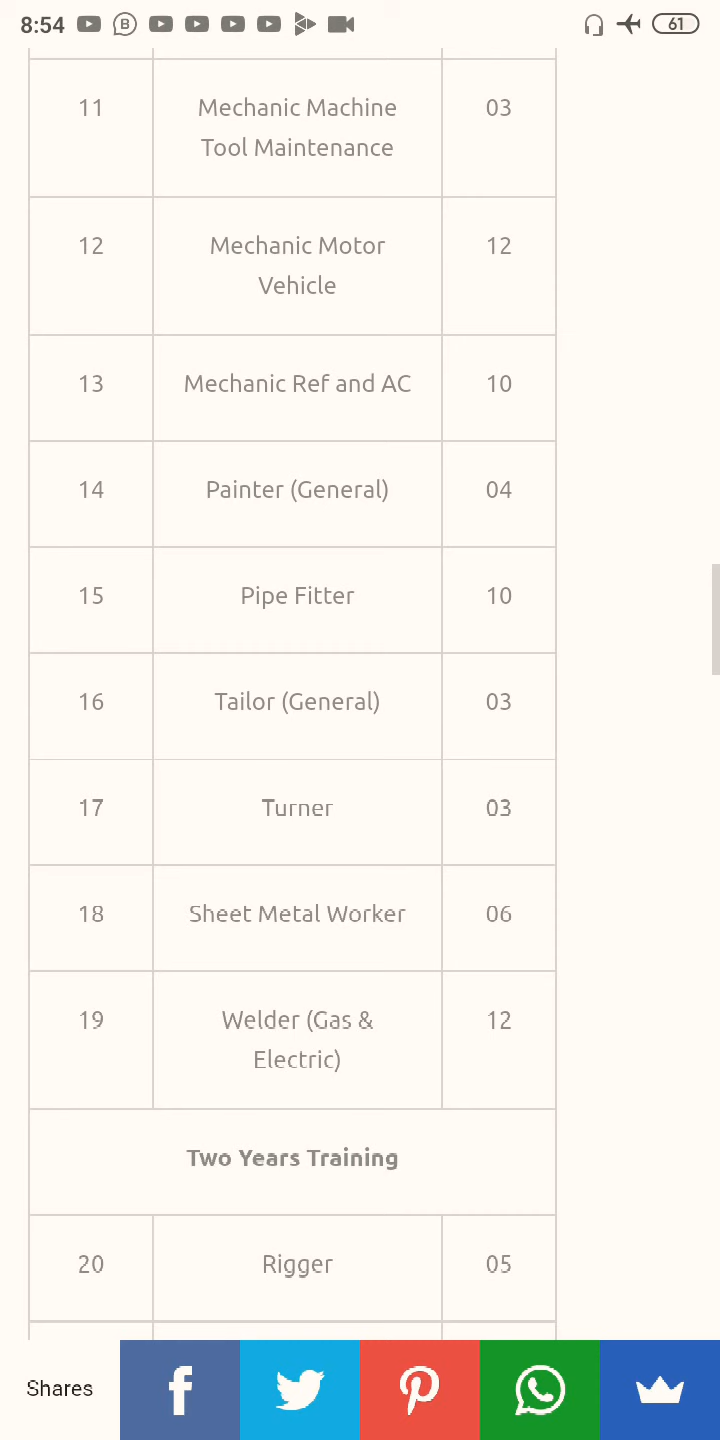 8:54
61
11 Mechanic Machine 03
Tool Maintenance
12 Mechanic Motor 12
Vehicle
13 Mechanic Ref and AC 10
14 Painter (General) 04
15 Pipe Fitter 10
16 Tailor (General) 03
17 Turner 03
18 Sheet Metal Worker 06
19 Welder (Gas & 12
Electric)
Two Years Training
20 Rigger 05
Shares